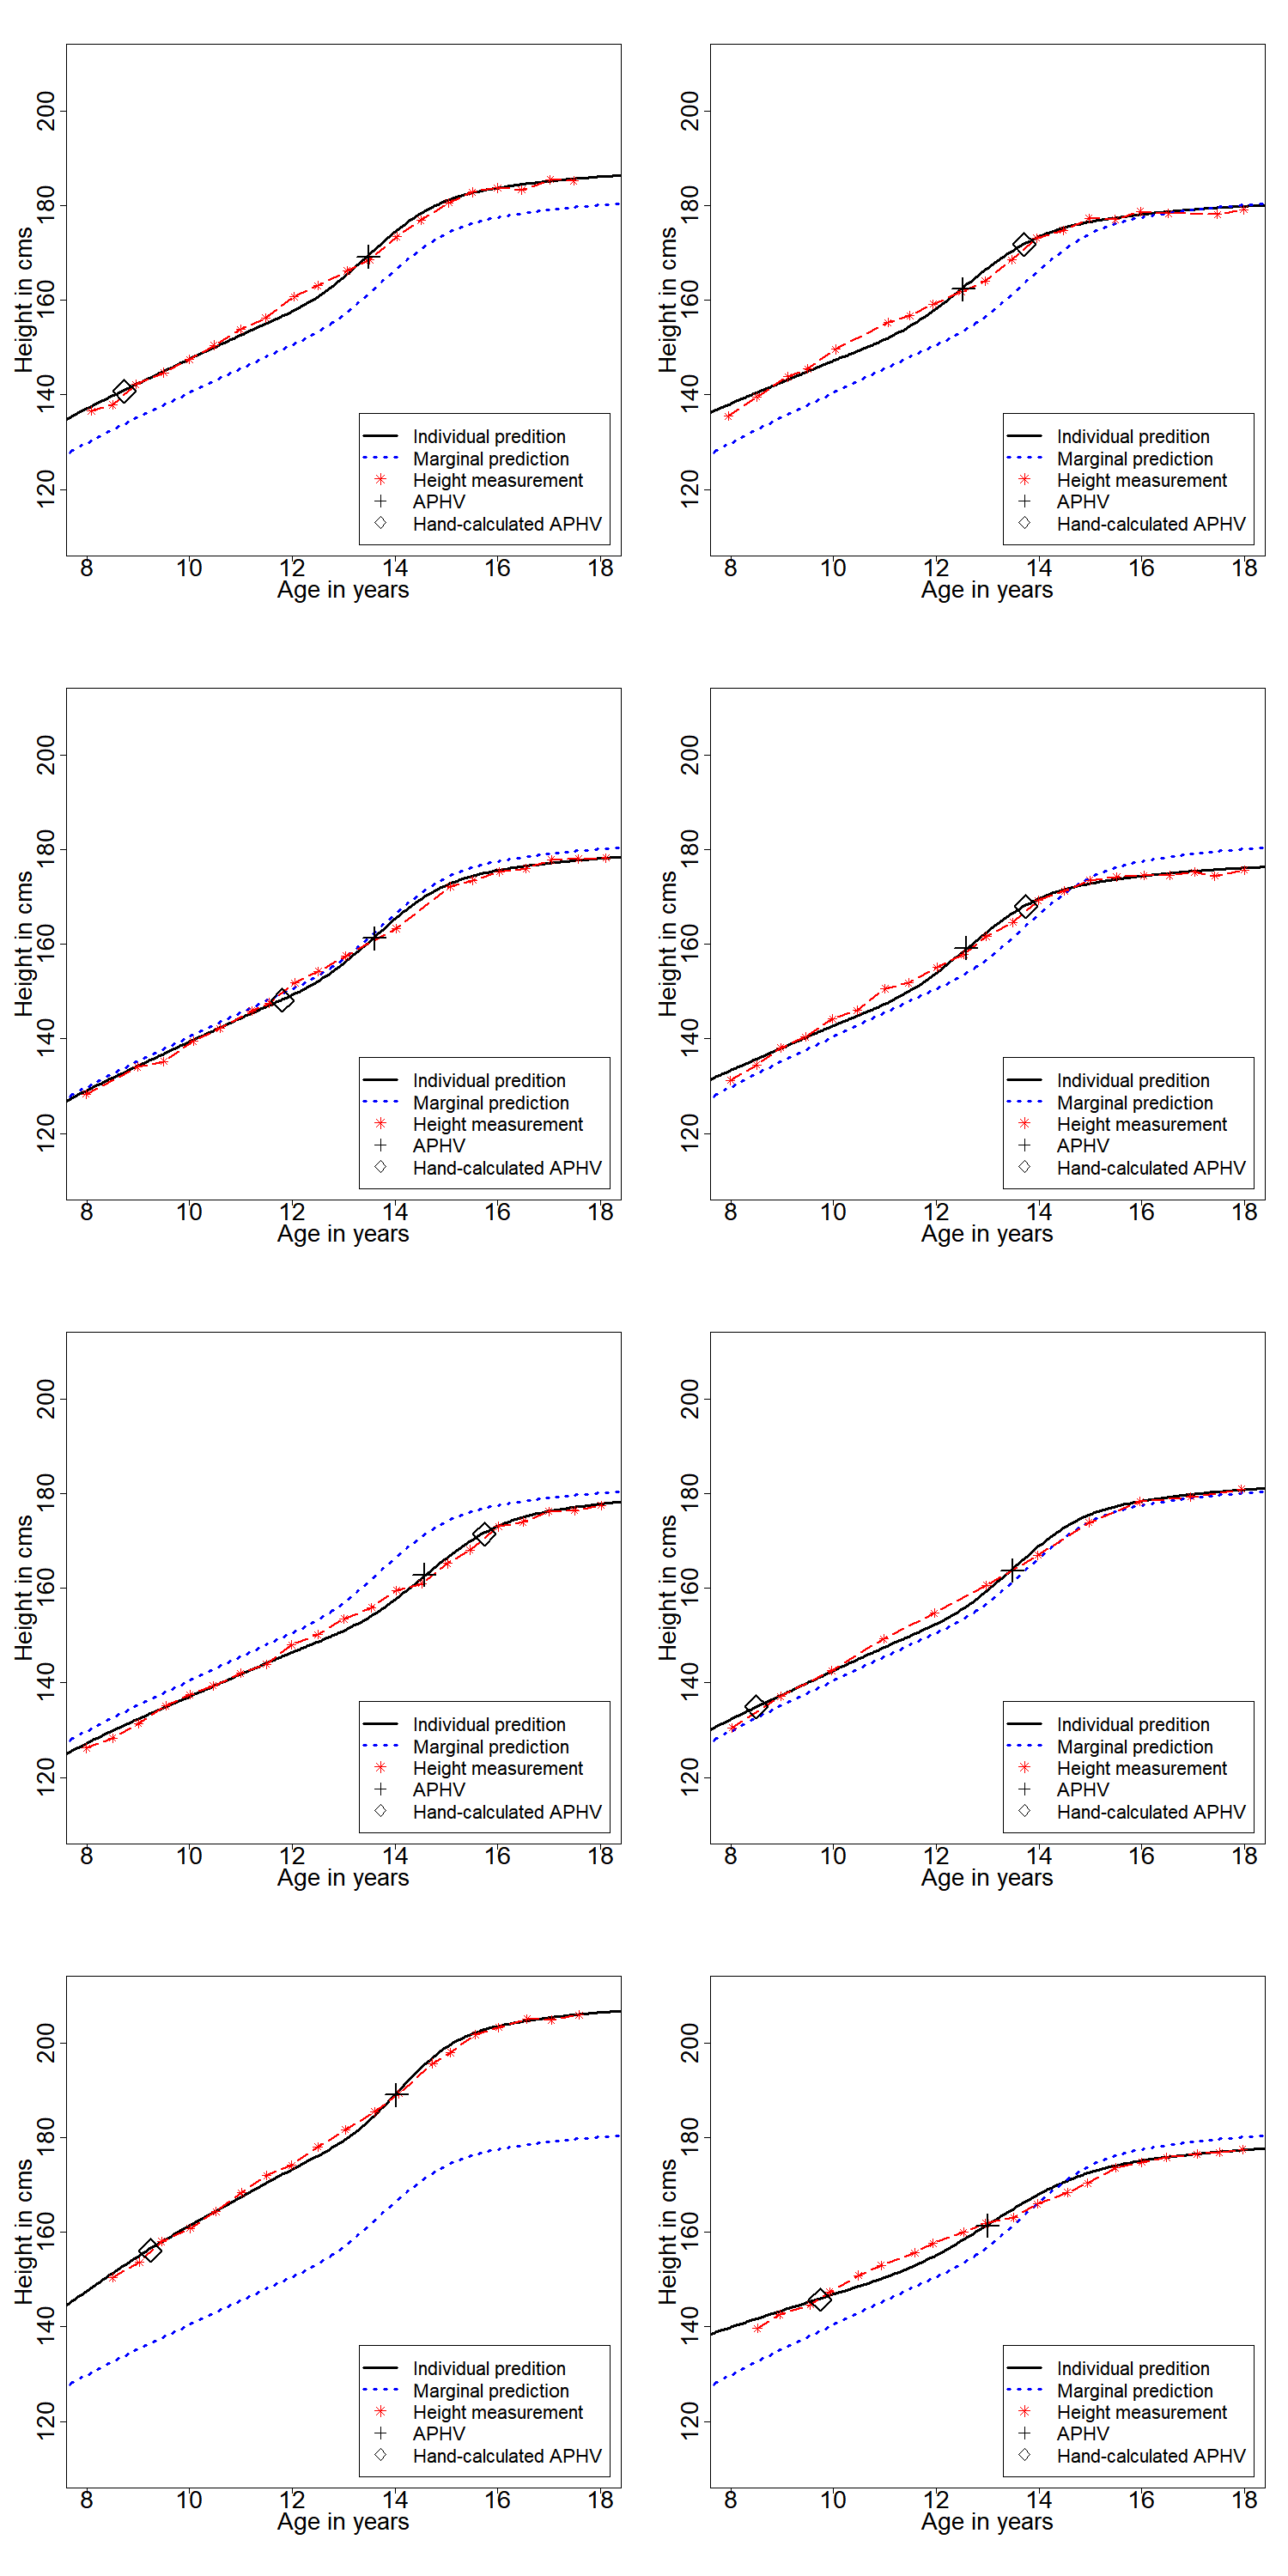 Height in cms
200
180
160
140
120
Individual predition
Marginal prediction
Height measurement
APHV
Hand-calculated APHV
8 10 12 14 16 18
Age in years
Height in cms
200
180
160
140
120
Individual predition
Marginal prediction
Height measurement
APHV
Hand-calculated APHV
8 10 12 14 16 18
Age in years
Height in cms
200
180
160
140
120
Individual predition
Marginal prediction
Height measurement
APHV
Hand-calculated APHV
8 10 12 14 16 18
Age in years
Height in cms
200
180
160
140
120
Individual predition
Marginal prediction
Height measurement
APHV
Hand-calculated APHV
8 10 12 14 16 18
Age in years
Height in cms
200
180
160
140
120
Individual predition
Marginal prediction
Height measurement
APHV
Hand-calculated APHV
8 10 12 14 16 18
Age in years
Height in cms
200
180
160
140
120
Individual predition
Marginal prediction
Height measurement
APHV
Hand-calculated APHV
8 10 12 14 16 18
Age in years
Height in cms
200
180
160
140
120
Individual predition
Marginal prediction
Height measurement
APHV
Hand-calculated APHV
8 10 12 14 16 18
Age in years
Height in cms
200
180
160
140
120
Individual predition
Marginal prediction
Height measurement
APHV
Hand-calculated APHV
8 10 12 14 16 18
Age in years